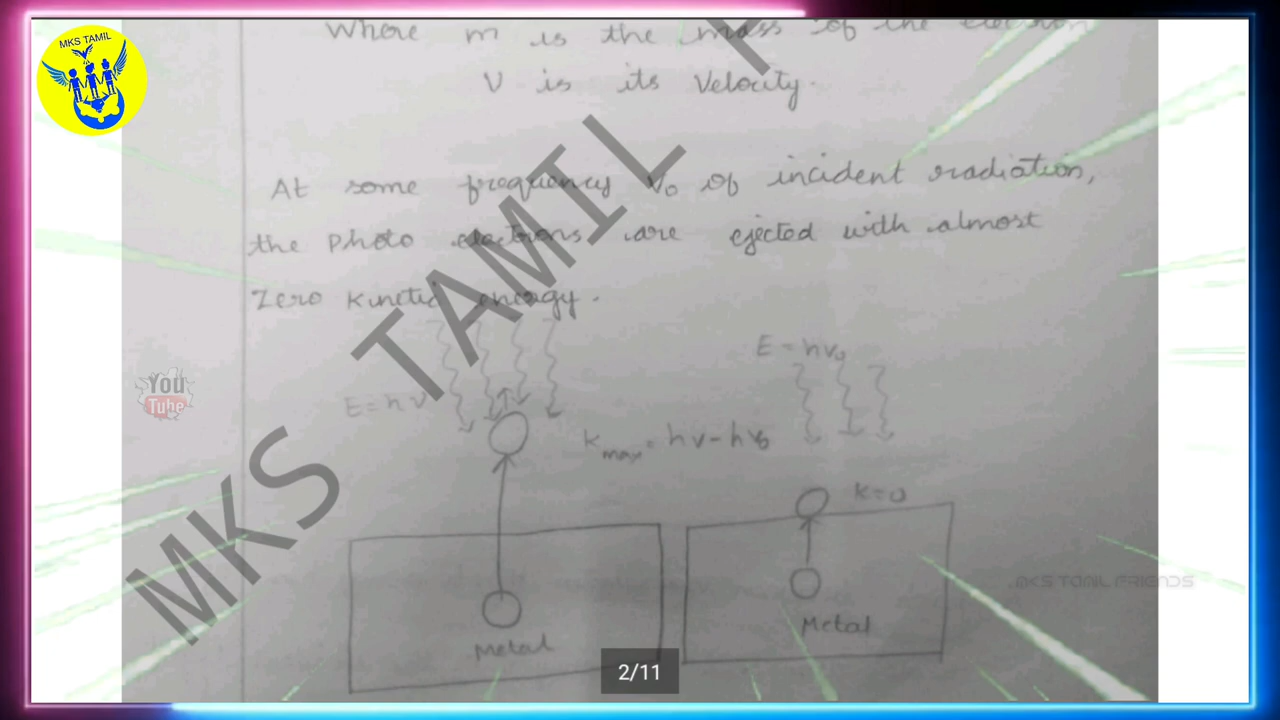 MKS TAMIL
Where m is the mass of the electron
V is its Velocity.
At some frequency ν₀ of incident radiation,
the Photo electrons are ejected with almost
Zero Kinetic energy.
E = hν₀
E = hν
K max = hν - hν₀
K = 0
Metal
Metal
You
Tube
MKS TAMIL F
.MKS TAMIL FRIENDS
2/11